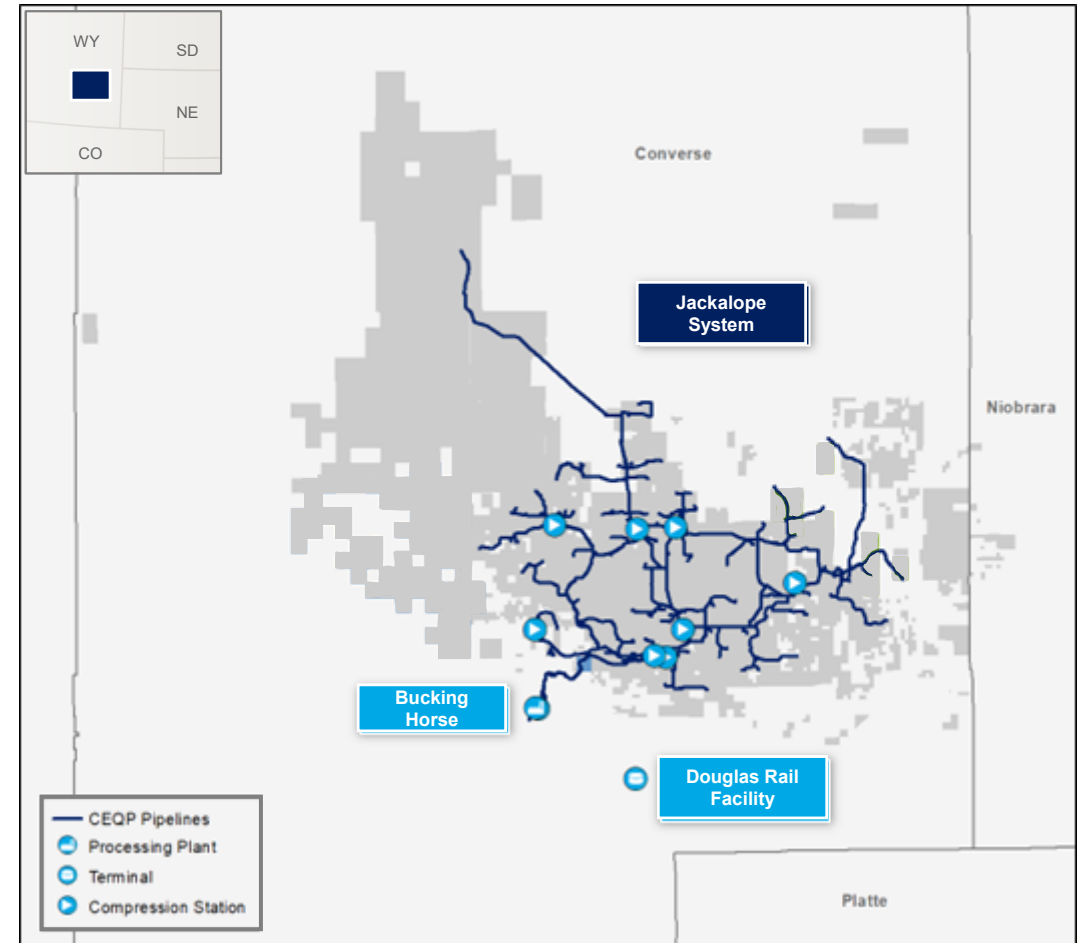 WY
SD
NE
CO
Converse
Jackalope
System
Niobrara
Bucking
Horse
Douglas Rail
Facility
CEQP Pipelines
Processing Plant
Terminal
Compression Station
Platte